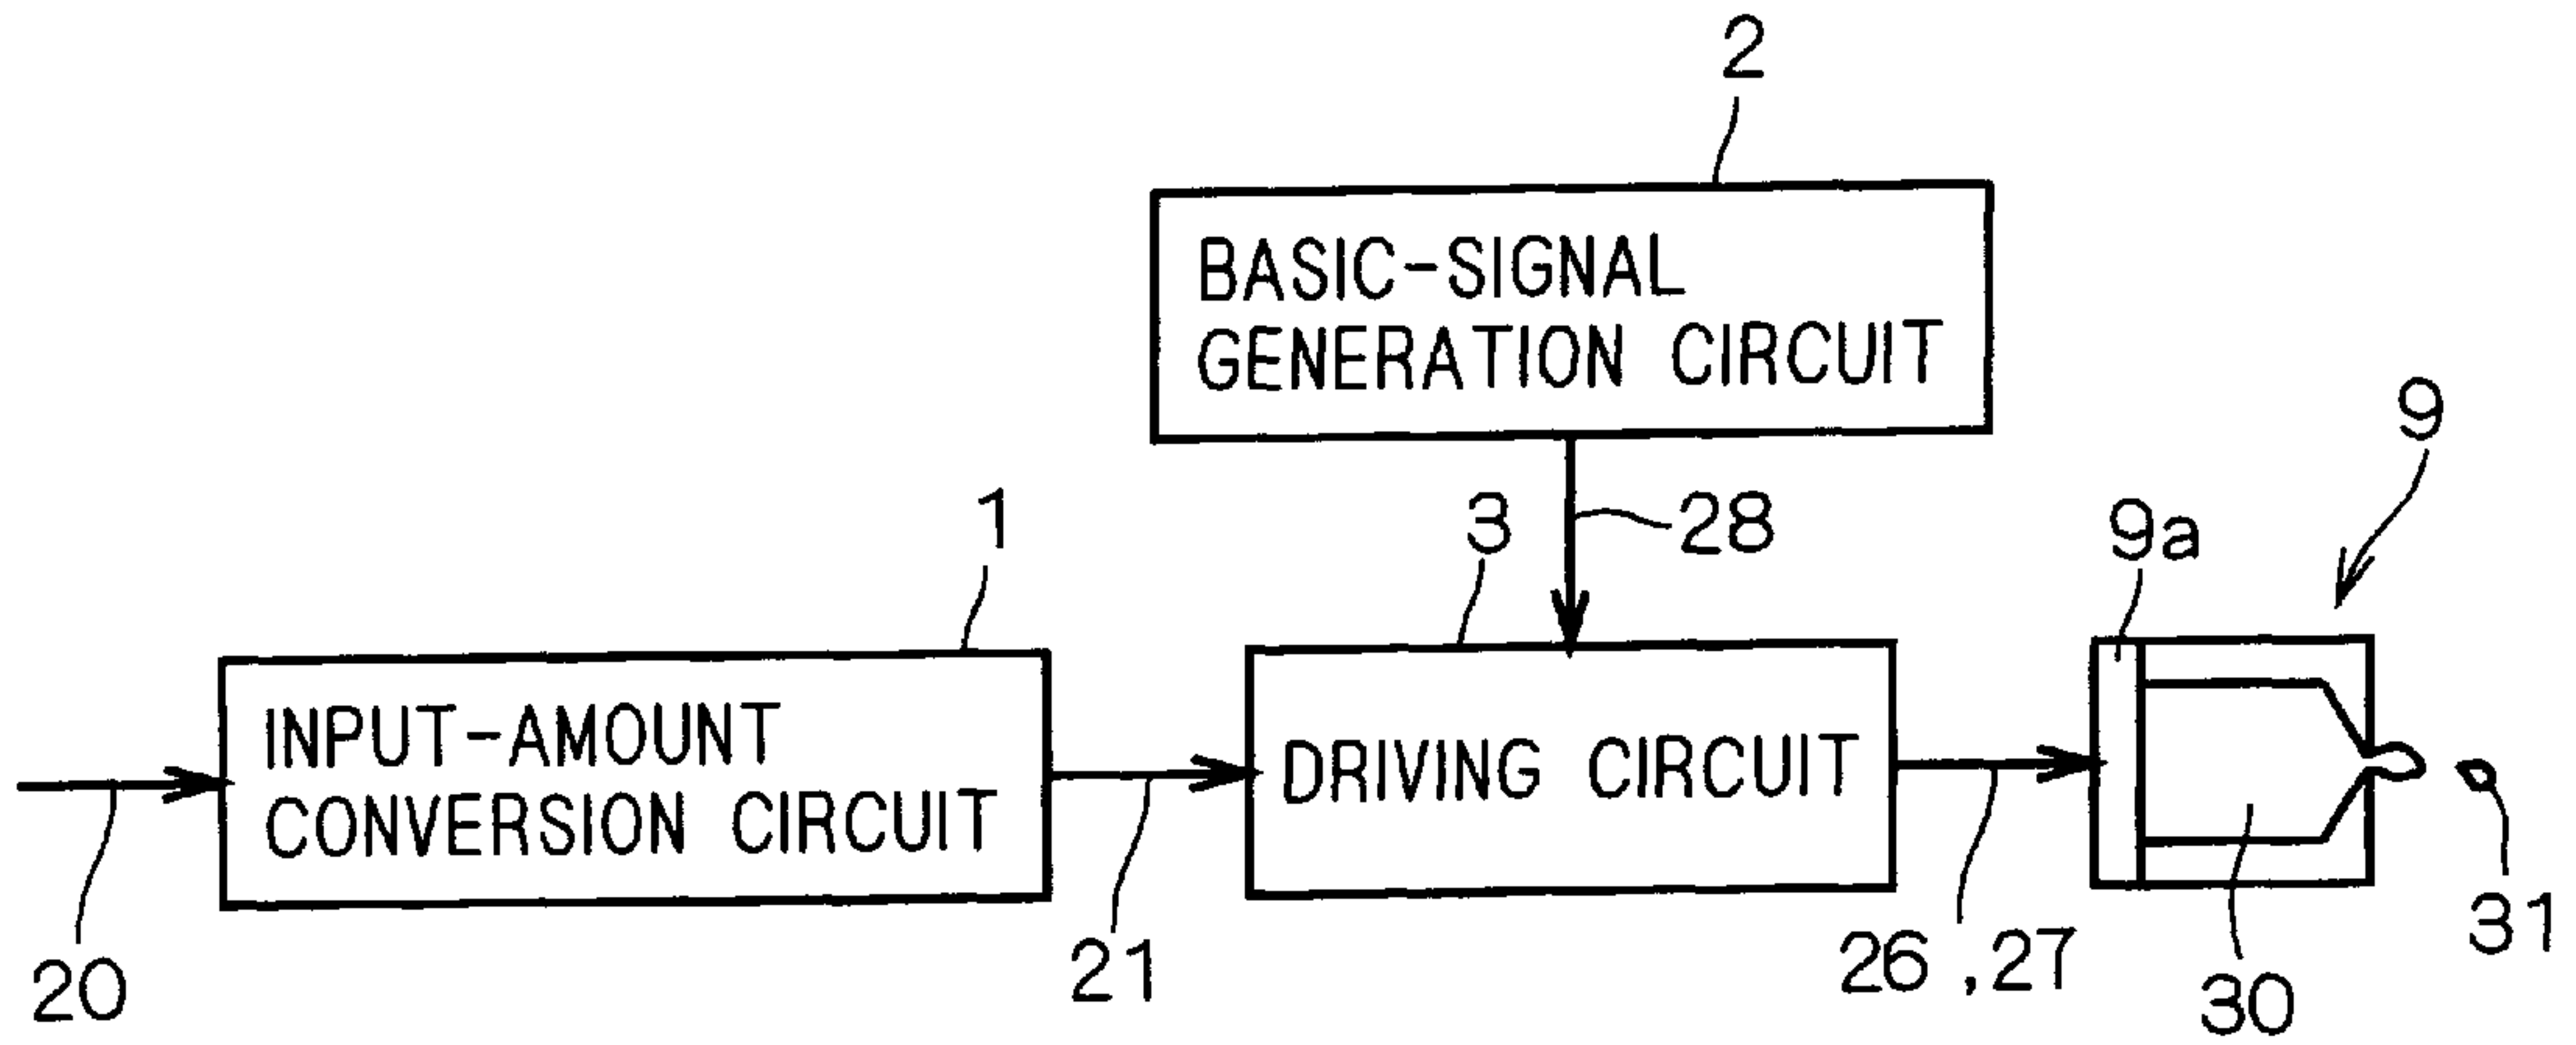 2
BASIC-SIGNAL
GENERATION CIRCUIT
9
1
3
28
9a
INPUT-AMOUNT
CONVERSION CIRCUIT
DRIVING CIRCUIT
20
21
26,27
30
31